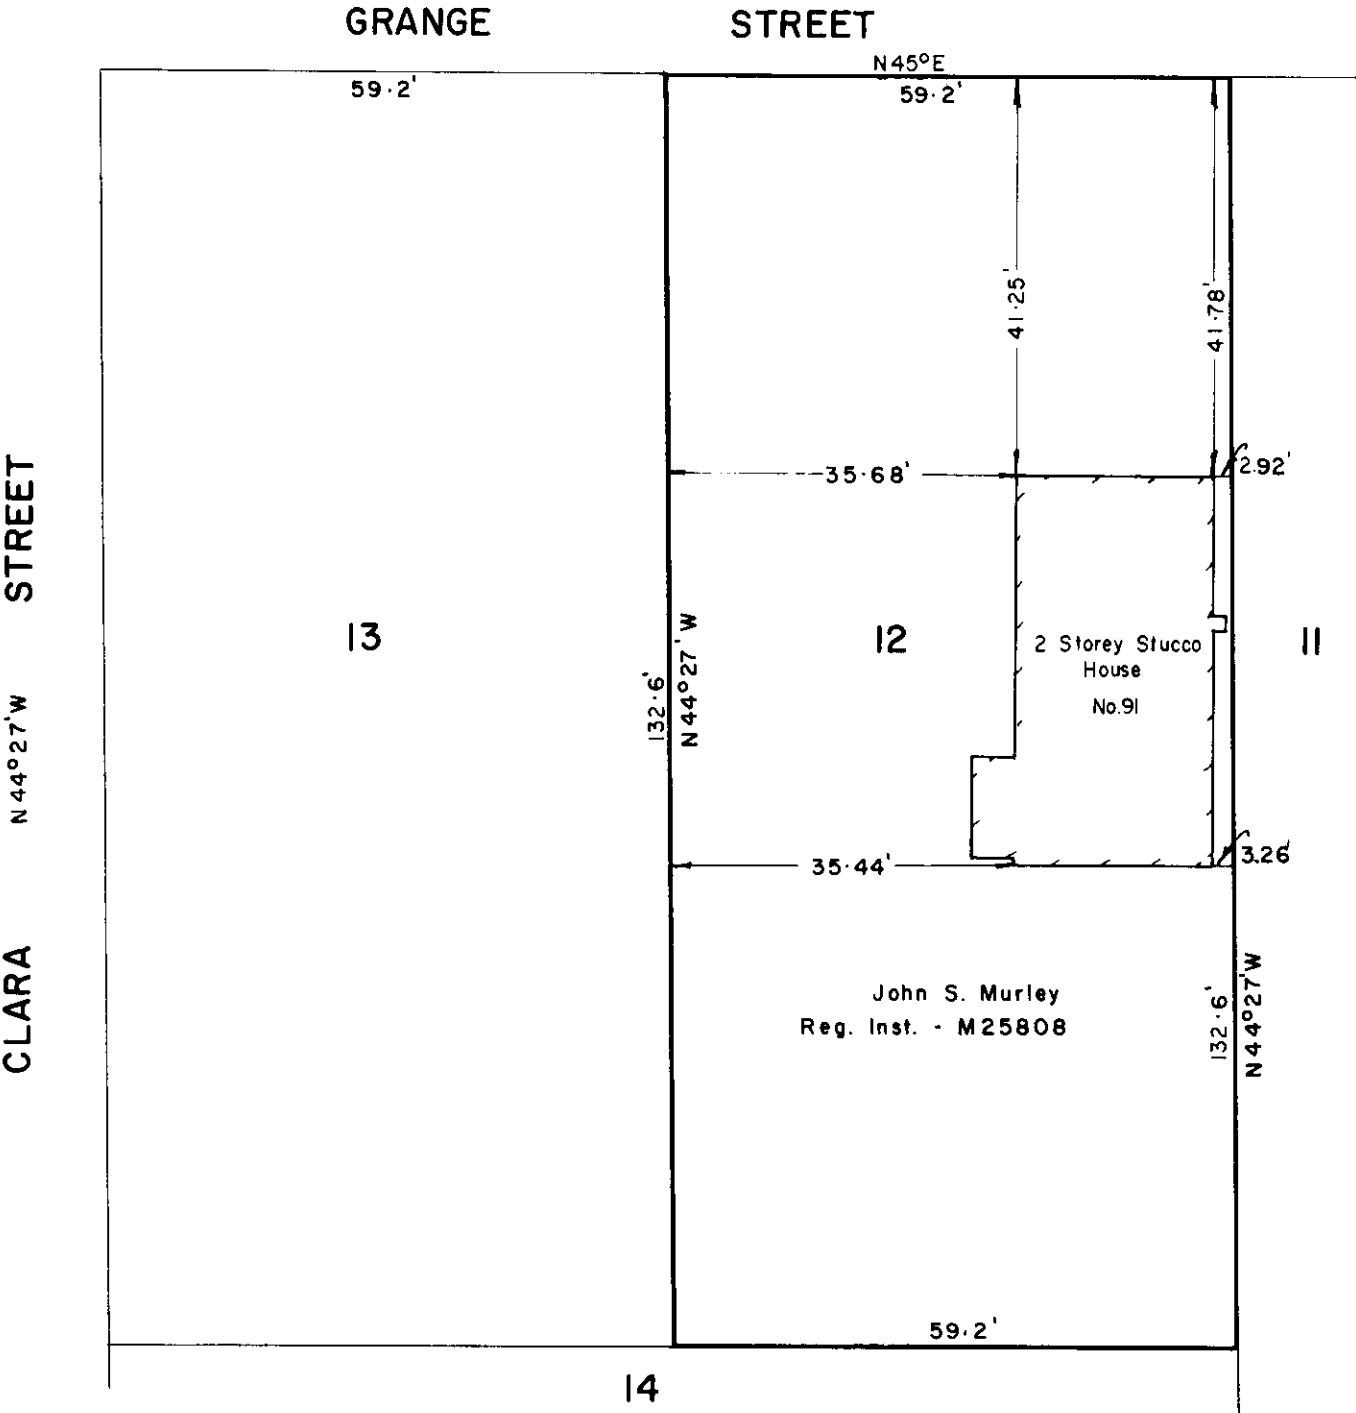 GRANGE STREET
N45°E
59.2'
59.2'
41.25'
41.78'
35.68'
2.92'
CLARA N44°27'W STREET
13
132.6'
N44°27'W
12
2 Storey Stucco
House
No.91
11
35.44'
3.26'
John S. Murley
Reg. Inst. - M25808
132.6'
N44°27'W
59.2'
14